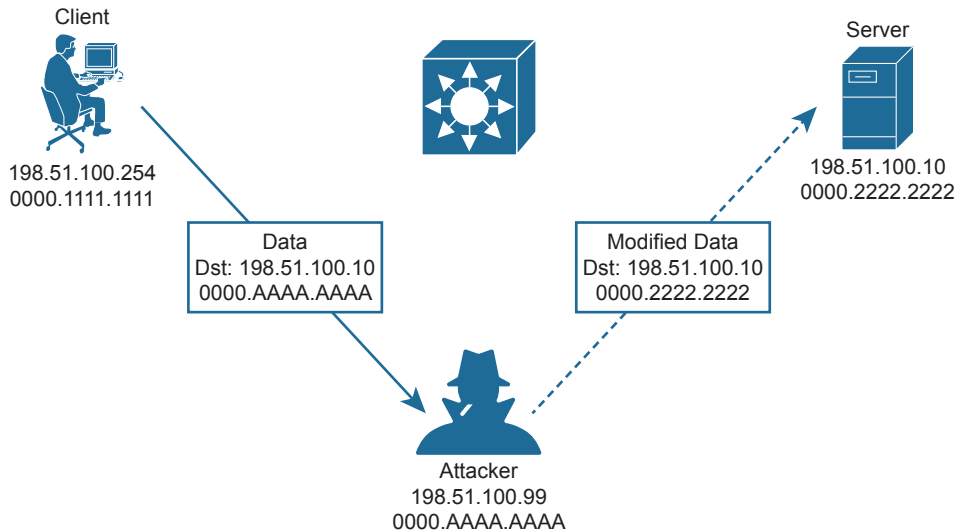 Client
198.51.100.254
0000.1111.1111
Server
198.51.100.10
0000.2222.2222
Data
Dst: 198.51.100.10
0000.AAAA.AAAA
Modified Data
Dst: 198.51.100.10
0000.2222.2222
Attacker
198.51.100.99
0000.AAAA.AAAA